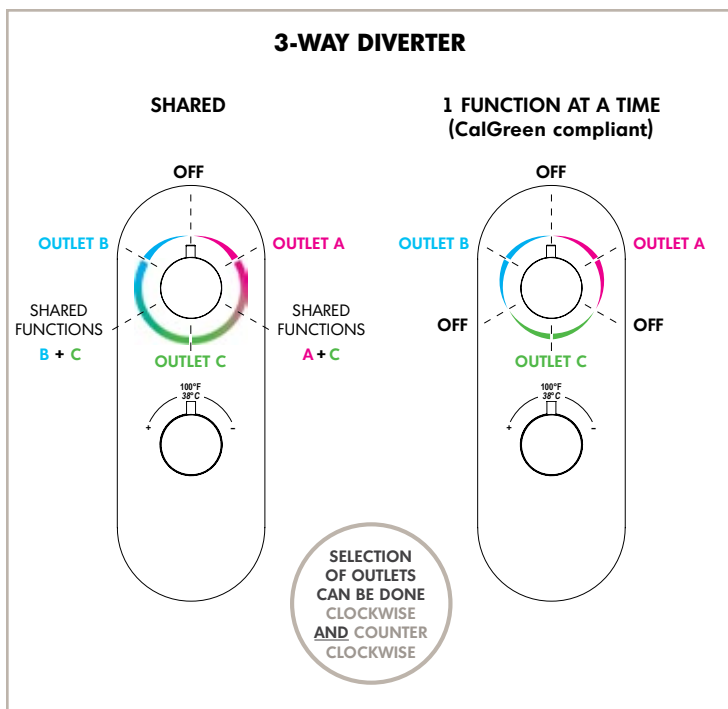 3-WAY DIVERTER
SHARED
OFF
OUTLET B
OUTLET A
SHARED
FUNCTIONS
B + C
SHARED
FUNCTIONS
A + C
OUTLET C
100°F
38°C
+
-
1 FUNCTION AT A TIME
(CalGreen compliant)
OFF
OUTLET B
OUTLET A
OFF
OFF
OUTLET C
100°F
38°C
+
-
SELECTION
OF OUTLETS
CAN BE DONE
CLOCKWISE
AND COUNTER
CLOCKWISE